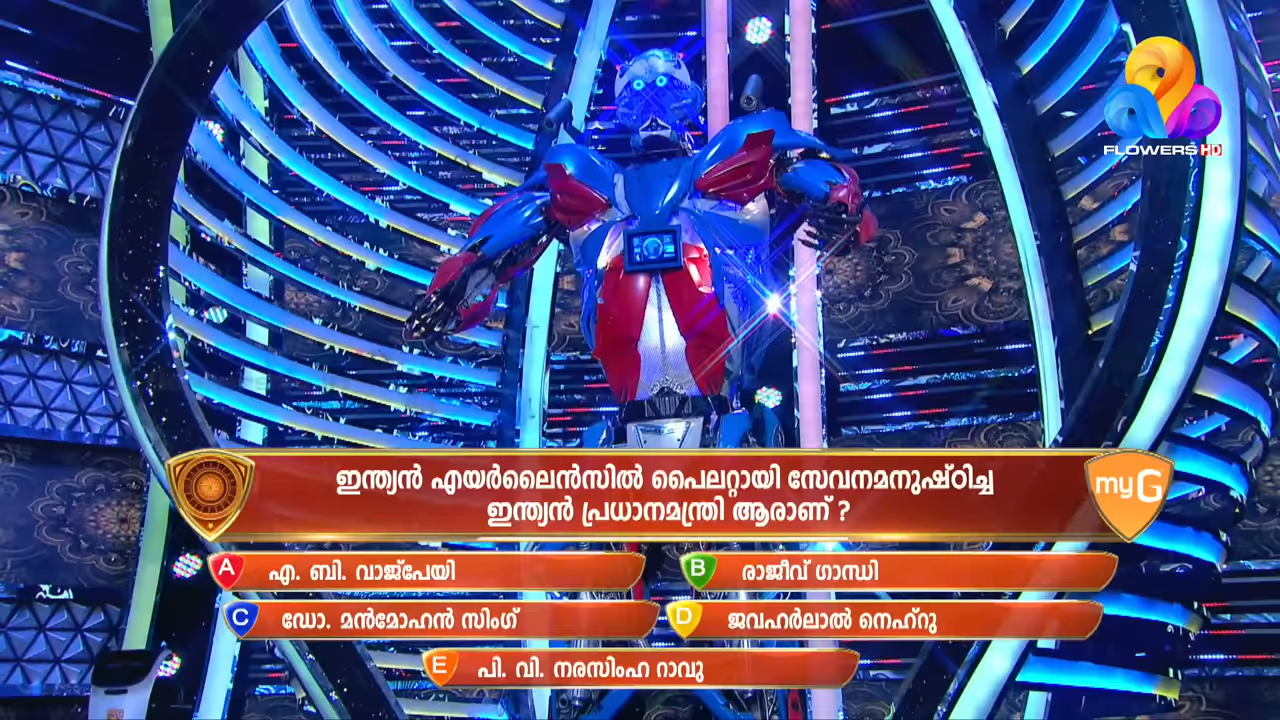 FLOWERS HD
ഇന്ത്യൻ എയർലൈൻസിൽ പൈലറ്റായി സേവനമനുഷ്ഠിച്ച
ഇന്ത്യൻ പ്രധാനമന്ത്രി ആരാണ് ?
myG
A എ. ബി. വാജ്പേയി
B രാജീവ് ഗാന്ധി
C ഡോ. മൻമോഹൻ സിംഗ്
D ജവഹർലാൽ നെഹ്റു
E പി. വി. നരസിംഹ റാവു